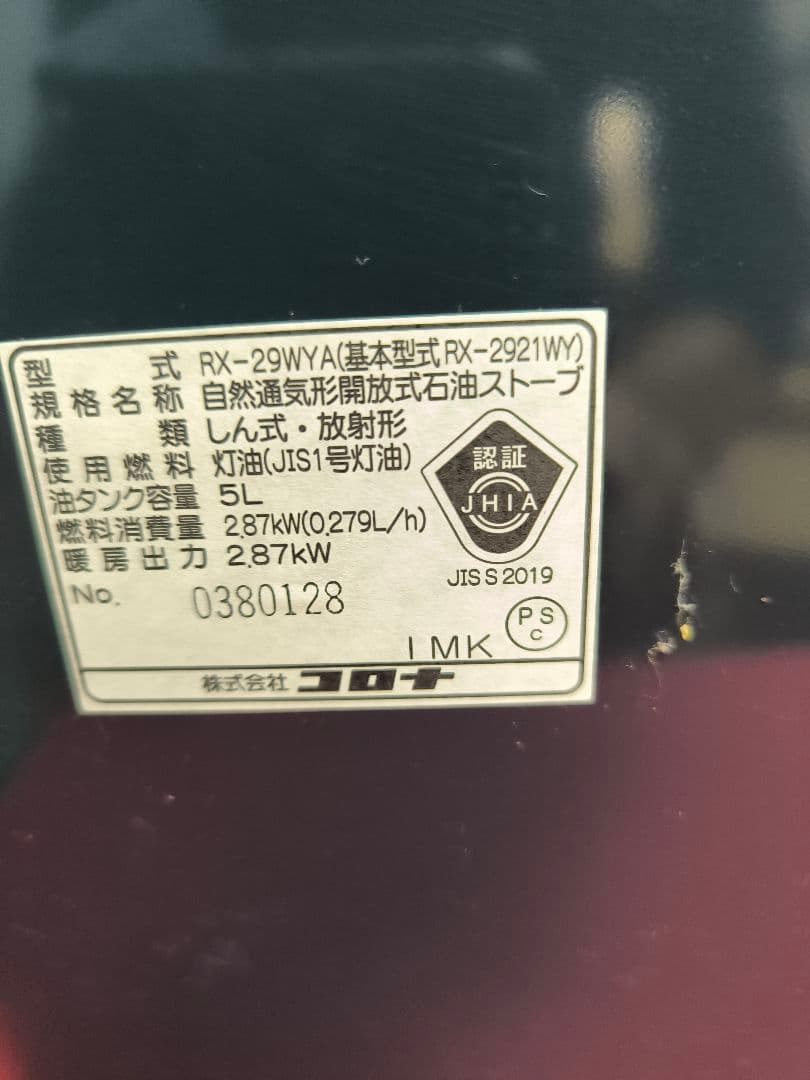 型式 RX-29WYA(基本型式RX-2921WY)
規格名称 自然通気形開放式石油ストーブ
種類 しん式・放射形
使用燃料 灯油(JIS1号灯油)
油タンク容量 5L
燃料消費量 2.87kW(0.279L/h)
暖房出力 2.87kW
No. 0380128
認証
JHIA
JIS S 2019
IMK
PS
C
株式会社 コロナ